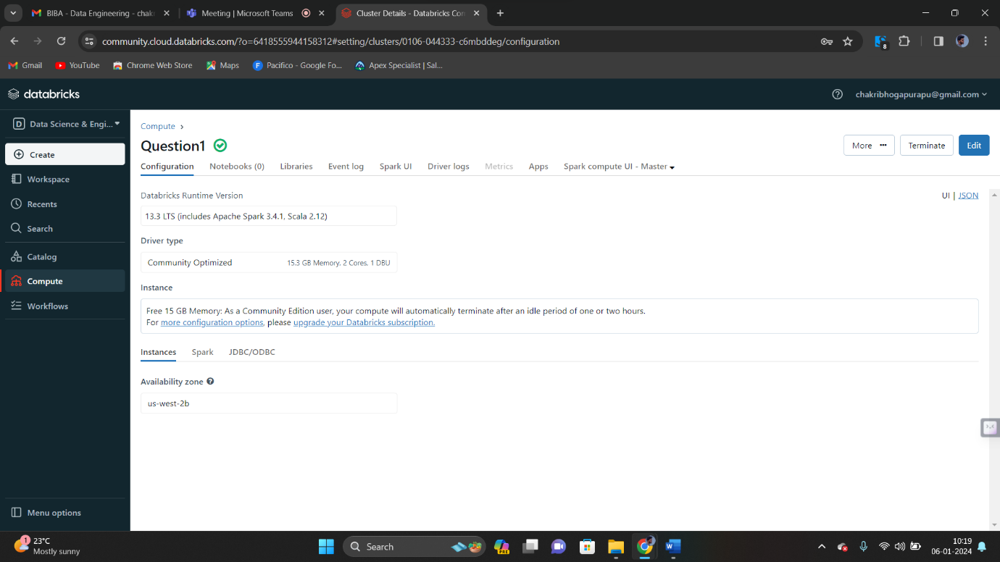 BIBA - Data Engineering - chak
Meeting | Microsoft Teams
Cluster Details - Databricks Com
community.cloud.databricks.com/?o=6418555944158312#setting/clusters/0106-044333-c6mbddeg/configuration
8
Gmail
YouTube
Chrome Web Store
Maps
F Pacifico - Google Fo...
Apex Specialist | Sal...
databricks
chakribhogapurapu@gmail.com
D Data Science & Engi...
Create
Workspace
Recents
Search
Catalog
Compute
Workflows
Menu options
Compute
Question1
More
Terminate
Edit
Configuration
Notebooks (0)
Libraries
Event log
Spark UI
Driver logs
Metrics
Apps
Spark compute UI - Master
Databricks Runtime Version
UI | JSON
13.3 LTS (includes Apache Spark 3.4.1, Scala 2.12)
Driver type
Community Optimized
15.3 GB Memory, 2 Cores, 1 DBU
Instance
Free 15 GB Memory: As a Community Edition user, your compute will automatically terminate after an idle period of one or two hours.
For more configuration options, please upgrade your Databricks subscription.
Instances
Spark
JDBC/ODBC
Availability zone
us-west-2b
1
23°C
Mostly sunny
Search
PRE
W
10:19
06-01-2024